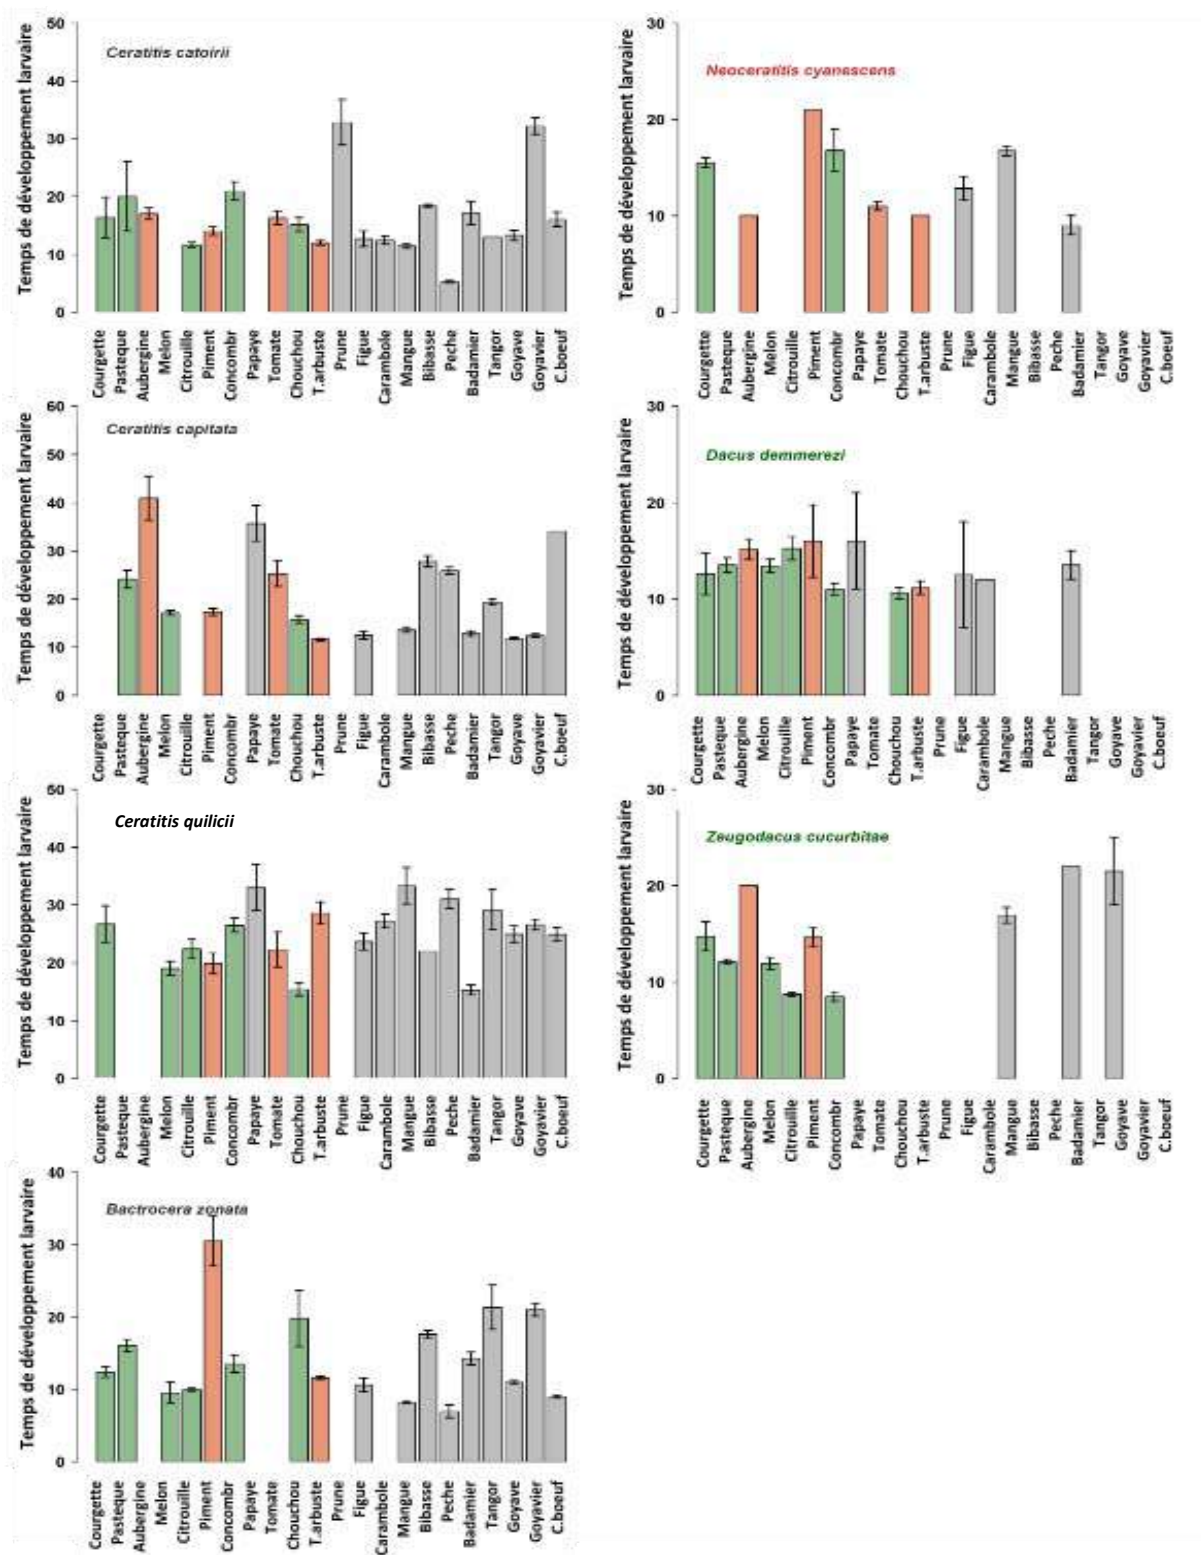 Temps de développement larvaire
50
40
30
20
10
0
Ceratitis catoirii
Courgette
Pasteque
Aubergine
Melon
Citrouille
Piment
Concombr
Papaye
Tomate
Chouchou
T.arbuste
Prune
Figue
Carambole
Mangue
Bibasse
Peche
Badamier
Tangor
Goyave
Goyavier
C.boeuf
Temps de développement larvaire
30
20
10
0
Neoceratitis cyanescens
Courgette
Pasteque
Aubergine
Melon
Citrouille
Piment
Concombr
Papaye
Tomate
Chouchou
T.arbuste
Prune
Figue
Carambole
Mangue
Bibasse
Peche
Badamier
Tangor
Goyave
Goyavier
C.boeuf
Temps de développement larvaire
60
50
40
30
20
10
0
Ceratitis capitata
Courgette
Pasteque
Aubergine
Melon
Citrouille
Piment
Concombr
Papaye
Tomate
Chouchou
T.arbuste
Prune
Figue
Carambole
Mangue
Bibasse
Peche
Badamier
Tangor
Goyave
Goyavier
C.boeuf
Temps de développement larvaire
30
20
10
0
Dacus demmerezi
Courgette
Pasteque
Aubergine
Melon
Citrouille
Piment
Concombr
Papaye
Tomate
Chouchou
T.arbuste
Prune
Figue
Carambole
Mangue
Bibasse
Peche
Badamier
Tangor
Goyave
Goyavier
C.boeuf
Temps de développement larvaire
50
40
30
20
10
0
Ceratitis quilicii
Courgette
Pasteque
Aubergine
Melon
Citrouille
Piment
Concombr
Papaye
Tomate
Chouchou
T.arbuste
Prune
Figue
Carambole
Mangue
Bibasse
Peche
Badamier
Tangor
Goyave
Goyavier
C.boeuf
Temps de développement larvaire
30
20
10
0
Zeugodacus cucurbitae
Courgette
Pasteque
Aubergine
Melon
Citrouille
Piment
Concombr
Papaye
Tomate
Chouchou
T.arbuste
Prune
Figue
Carambole
Mangue
Bibasse
Peche
Badamier
Tangor
Goyave
Goyavier
C.boeuf
Temps de développement larvaire
40
30
20
10
0
Bactrocera zonata
Courgette
Pasteque
Aubergine
Melon
Citrouille
Piment
Concombr
Papaye
Tomate
Chouchou
T.arbuste
Prune
Figue
Carambole
Mangue
Bibasse
Peche
Badamier
Tangor
Goyave
Goyavier
C.boeuf